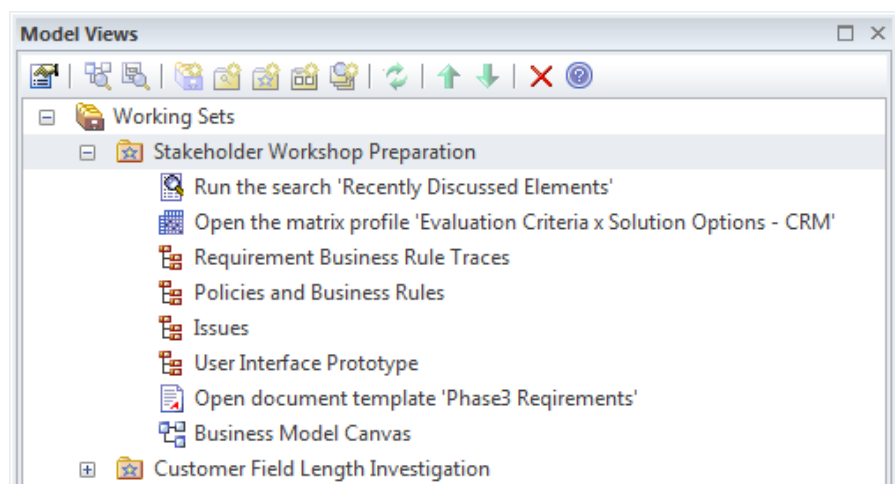 Model Views
Working Sets
Stakeholder Workshop Preparation
Run the search 'Recently Discussed Elements'
Open the matrix profile 'Evaluation Criteria x Solution Options - CRM'
Requirement Business Rule Traces
Policies and Business Rules
Issues
User Interface Prototype
Open document template 'Phase3 Reqirements'
Business Model Canvas
Customer Field Length Investigation